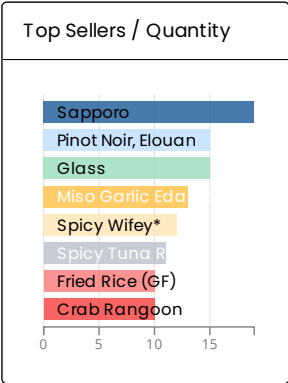 Top Sellers / Quantity
Sapporo
Pinot Noir, Elouan
Glass
Miso Garlic Eda
Spicy Wifey*
Spicy Tuna R
Fried Rice (GF)
Crab Rangoon
0 5 10 15